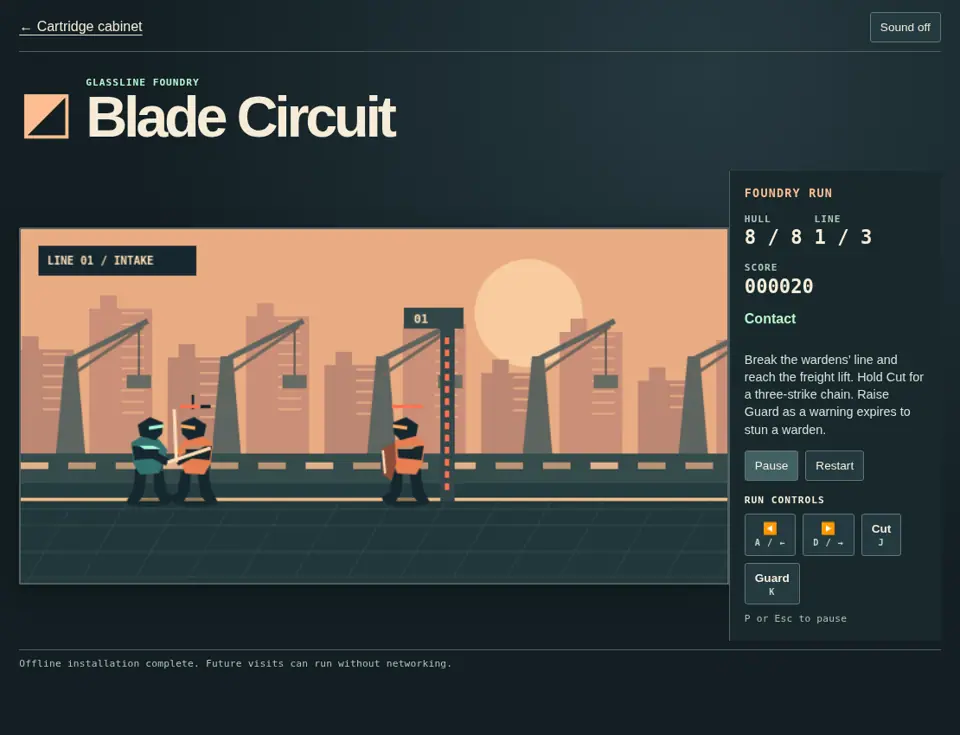 ← Cartridge cabinet
Sound off
GLASSLINE FOUNDRY
Blade Circuit
LINE 01 / INTAKE
01
FOUNDRY RUN
HULL LINE
8 / 8 1 / 3
SCORE
000020
Contact
Break the wardens' line and
reach the freight lift. Hold Cut for
a three-strike chain. Raise
Guard as a warning expires to
stun a warden.
Pause Restart
RUN CONTROLS
◀ ▶ Cut
A / ← D / → J
Guard
K
P or Esc to pause
Offline installation complete. Future visits can run without networking.